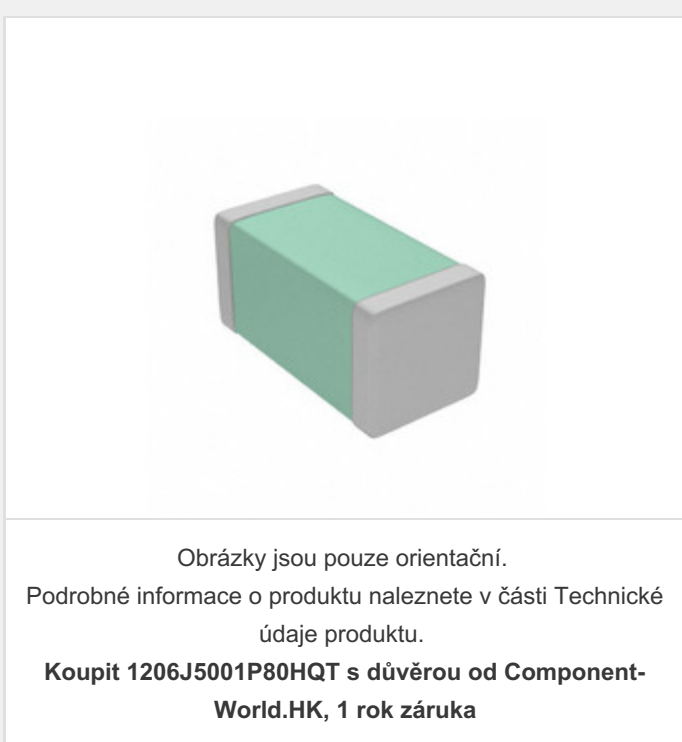 Obrázky jsou pouze orientační.
Podrobné informace o produktu naleznete v části Technické
údaje produktu.
Koupit 1206J5001P80HQT s důvěrou od Component-
World.HK, 1 rok záruka